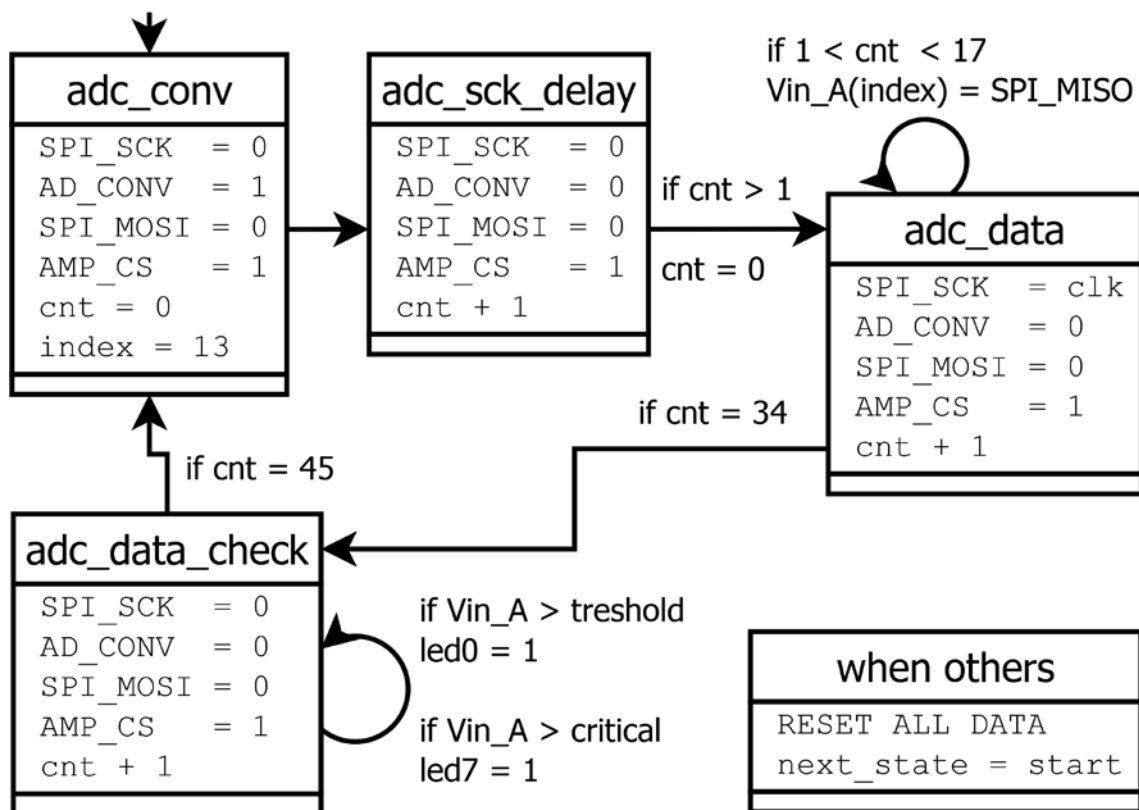 adc_conv
SPI_SCK = 0
AD_CONV = 1
SPI_MOSI = 0
AMP_CS = 1
cnt = 0
index = 13
adc_sck_delay
SPI_SCK = 0
AD_CONV = 0
SPI_MOSI = 0
AMP_CS = 1
cnt + 1
if cnt > 1
cnt = 0
if 1 < cnt < 17
Vin_A(index) = SPI_MISO
adc_data
SPI_SCK = clk
AD_CONV = 0
SPI_MOSI = 0
AMP_CS = 1
cnt + 1
if cnt = 34
if cnt = 45
adc_data_check
SPI_SCK = 0
AD_CONV = 0
SPI_MOSI = 0
AMP_CS = 1
cnt + 1
if Vin_A > treshold
led0 = 1
if Vin_A > critical
led7 = 1
when others
RESET ALL DATA
next_state = start